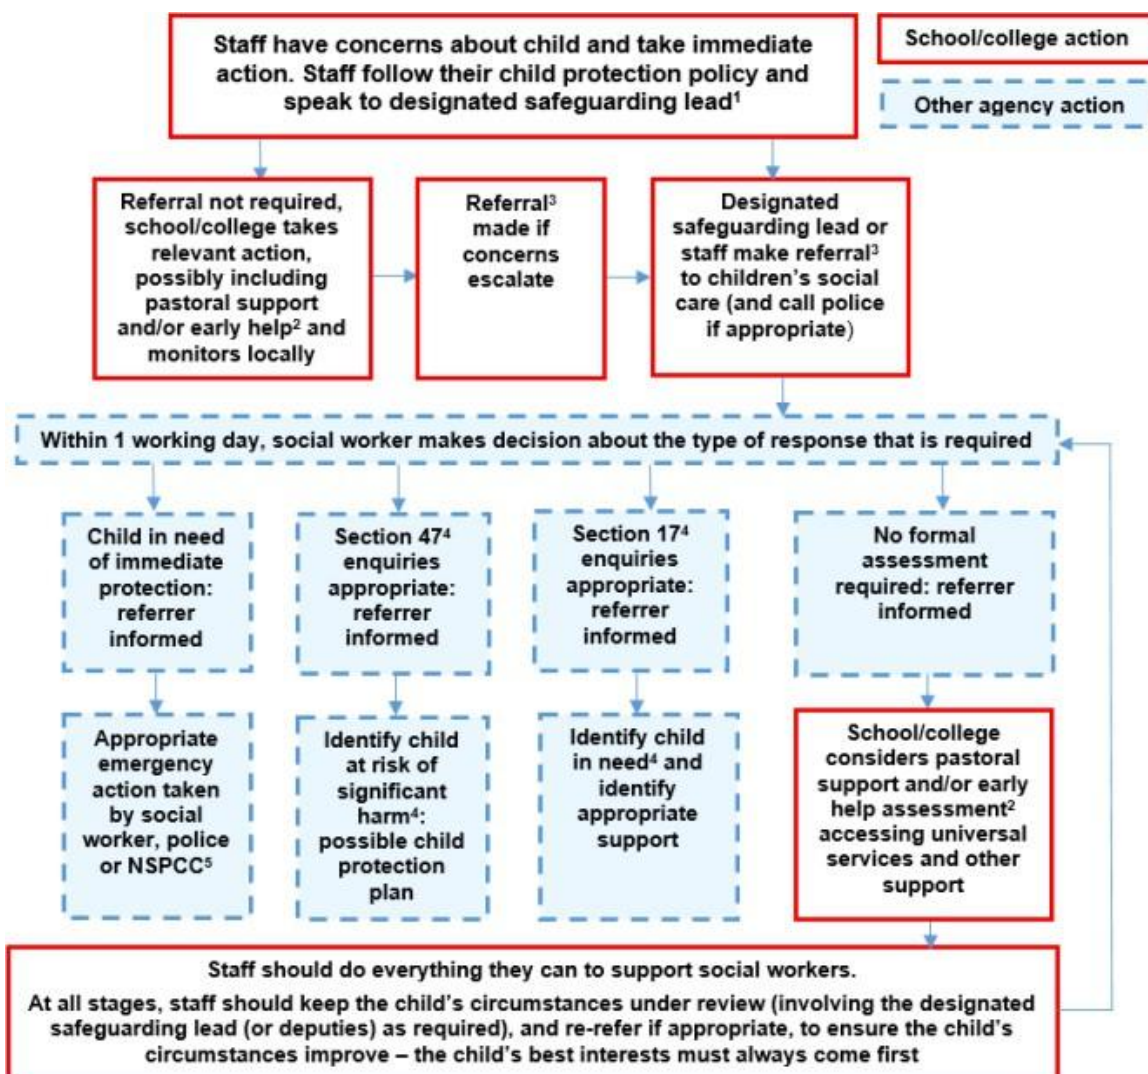 Staff have concerns about child and take immediate
action. Staff follow their child protection policy and
speak to designated safeguarding lead¹
School/college action
Other agency action
Referral not required,
school/college takes
relevant action,
possibly including
pastoral support
and/or early help² and
monitors locally
Referral³
made if
concerns
escalate
Designated
safeguarding lead or
staff make referral³
to children's social
care (and call police
if appropriate)
Within 1 working day, social worker makes decision about the type of response that is required
Child in need
of immediate
protection:
referrer
informed
Section 47⁴
enquiries
appropriate:
referrer
informed
Section 17⁴
enquiries
appropriate:
referrer
informed
No formal
assessment
required: referrer
informed
Appropriate
emergency
action taken
by social
worker, police
or NSPCC⁵
Identify child
at risk of
significant
harm⁴:
possible child
protection
plan
Identify child
in need⁴ and
identify
appropriate
support
School/college
considers pastoral
support and/or early
help assessment²
accessing universal
services and other
support
Staff should do everything they can to support social workers.
At all stages, staff should keep the child's circumstances under review (involving the designated
safeguarding lead (or deputies) as required), and re-refer if appropriate, to ensure the child's
circumstances improve – the child's best interests must always come first